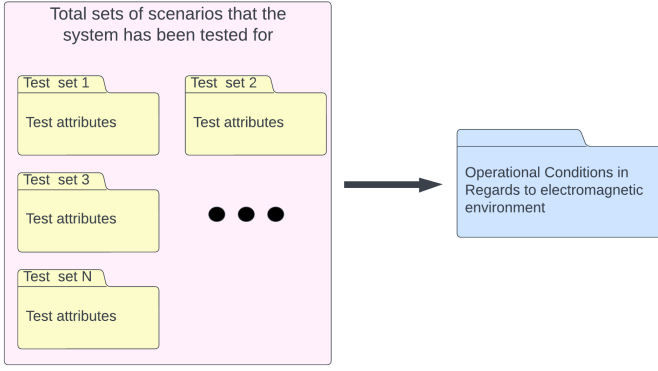 Total sets of scenarios that the
system has been tested for
Test set 1
Test attributes
Test set 2
Test attributes
Test set 3
Test attributes
Test set N
Test attributes
Operational Conditions in
Regards to electromagnetic
environment